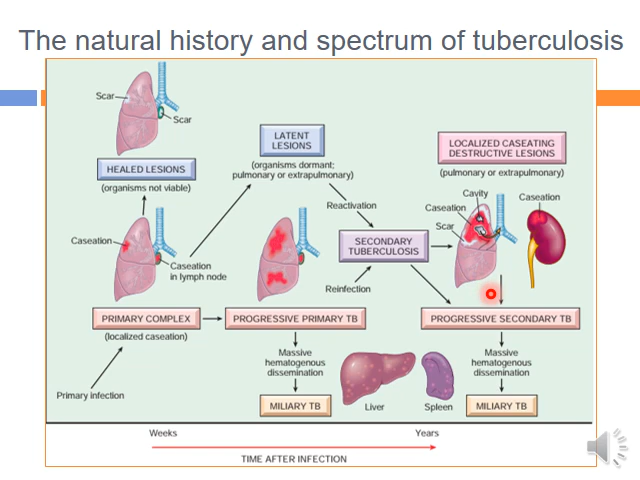 The natural history and spectrum of tuberculosis
Scar
Scar
HEALED LESIONS
(organisms not viable)
LATENT
LESIONS
(organisms dormant;
pulmonary or extrapulmonary)
LOCALIZED CASEATING
DESTRUCTIVE LESIONS
(pulmonary or extrapulmonary)
Reactivation
Cavity
Caseation
Caseation
Scar
Caseation
Caseation
in lymph node
SECONDARY
TUBERCULOSIS
Reinfection
PRIMARY COMPLEX
(localized caseation)
PROGRESSIVE PRIMARY TB
PROGRESSIVE SECONDARY TB
Primary infection
Massive
hematogenous
dissemination
Massive
hematogenous
dissemination
MILIARY TB
Liver
Spleen
MILIARY TB
Weeks
Years
TIME AFTER INFECTION